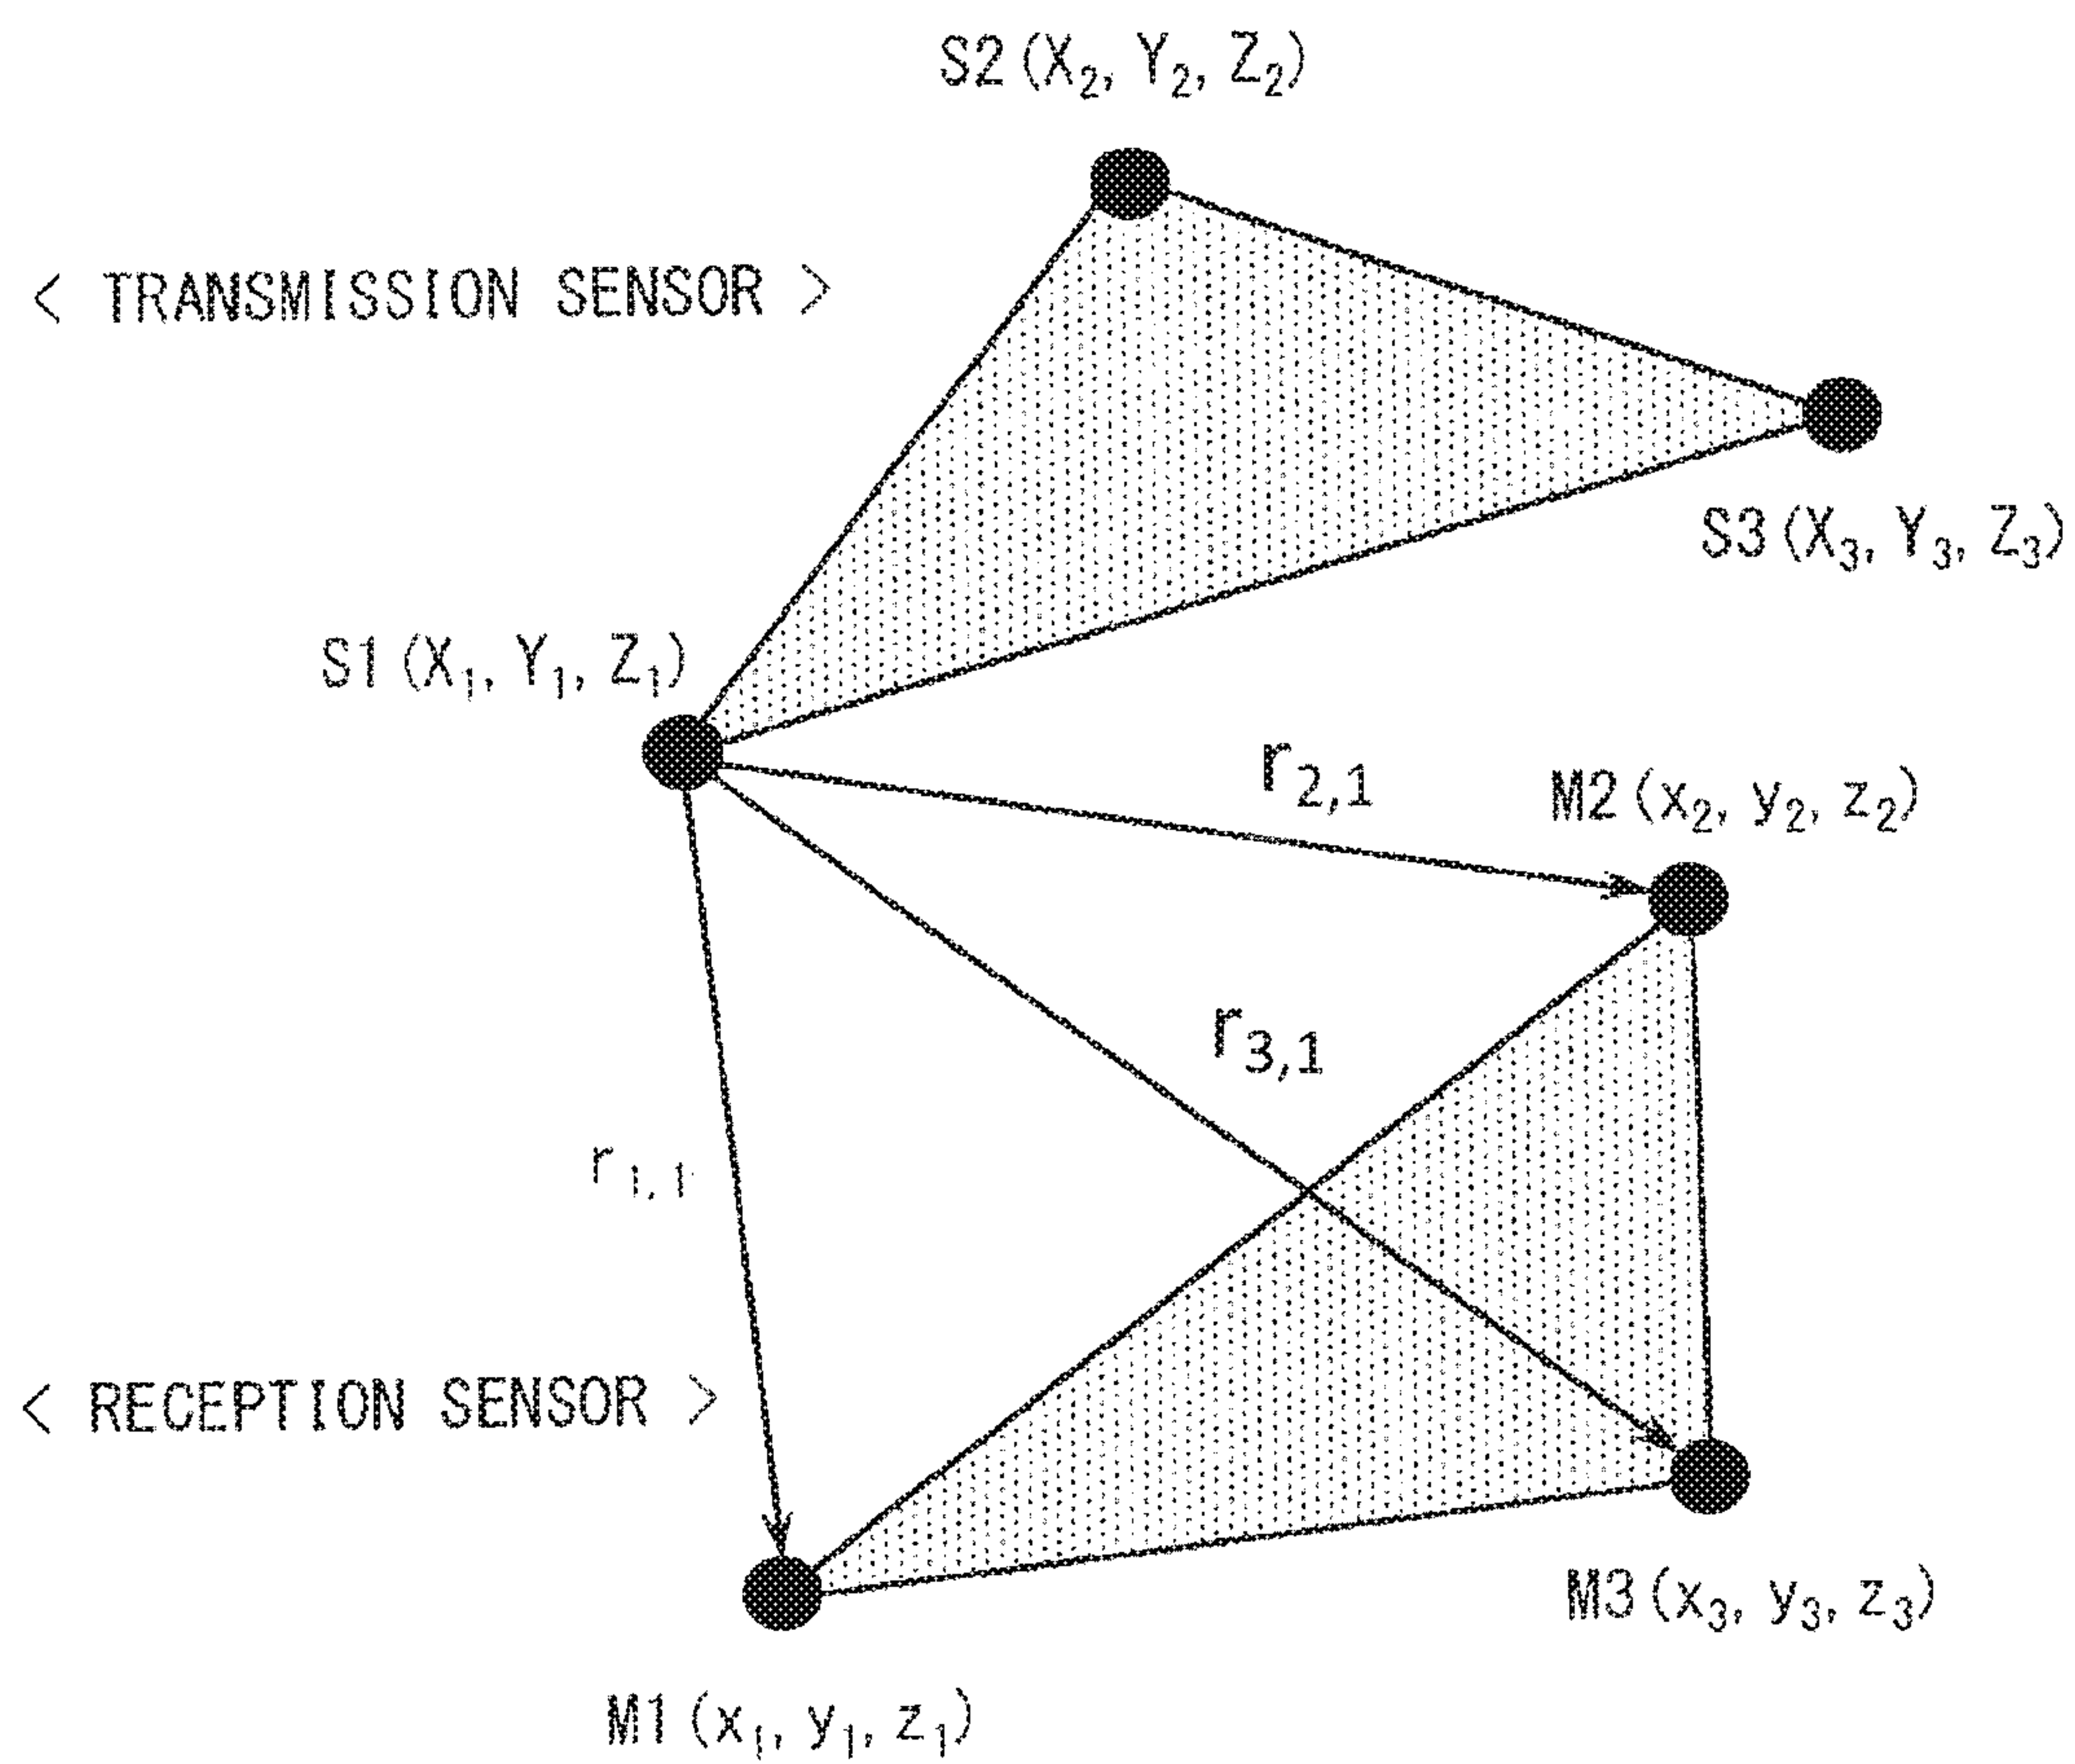 S2 (X₂, Y₂, Z₂)
< TRANSMISSION SENSOR >
S3 (X₃, Y₃, Z₃)
S1 (X₁, Y₁, Z₁)
r₂,₁
M2 (x₂, y₂, z₂)
r₃,₁
r₁,₁
< RECEPTION SENSOR >
M3 (x₃, y₃, z₃)
M1 (x₁, y₁, z₁)